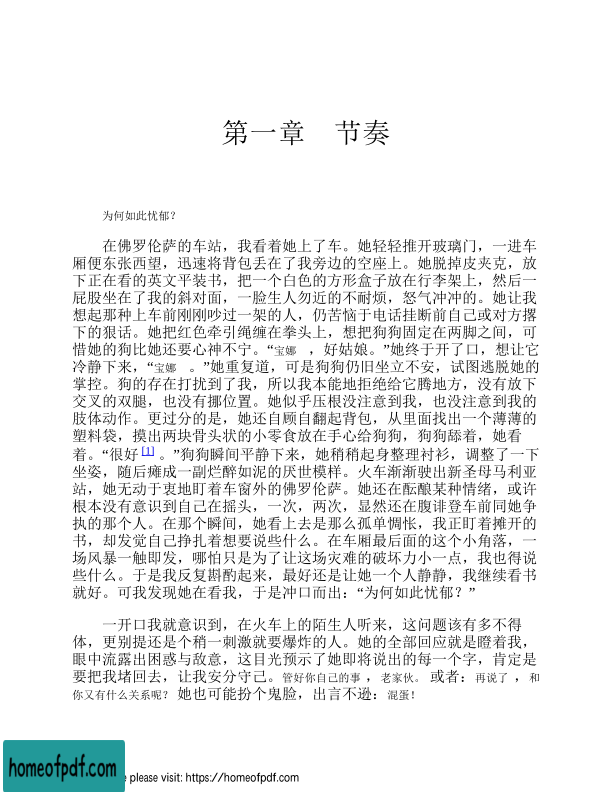 第一章　节奏
为何如此忧郁？
在佛罗伦萨的车站，我看着她上了车。她轻轻推开玻璃门，一进车
厢便东张西望，迅速将背包丢在了我旁边的空座上。她脱掉皮夹克，放
下正在看的英文平装书，把一个白色的方形盒子放在行李架上，然后一
屁股坐在了我的斜对面，一脸生人勿近的不耐烦，怒气冲冲的。她让我
想起那种上车前刚刚吵过一架的人，仍苦恼于电话挂断前自己或对方撂
下的狠话。她把红色牵引绳缠在拳头上，想把狗狗固定在两脚之间，可
惜她的狗比她还要心神不宁。“宝娜　，好姑娘。”她终于开了口，想让它
冷静下来，“宝娜　。”她重复道，可是狗狗仍旧坐立不安，试图逃脱她的
掌控。狗的存在打扰到了我，所以我本能地拒绝给它腾地方，没有放下
交叉的双腿，也没有挪位置。她似乎压根没注意到我，也没注意到我的
肢体动作。更过分的是，她还自顾自翻起背包，从里面找出一个薄薄的
塑料袋，摸出两块骨头状的小零食放在手心给狗狗，狗狗舔着，她看
着。“很好 [1] 。”狗狗瞬间平静下来，她稍稍起身整理衬衫，调整了一下
坐姿，随后瘫成一副烂醉如泥的厌世模样。火车渐渐驶出新圣母马利亚
站，她无动于衷地盯着车窗外的佛罗伦萨。她还在酝酿某种情绪，或许
根本没有意识到自己在摇头，一次，两次，显然还在腹诽登车前同她争
执的那个人。在那个瞬间，她看上去是那么孤单惆怅，我正盯着摊开的
书，却发觉自己挣扎着想要说些什么。在车厢最后面的这个小角落，一
场风暴一触即发，哪怕只是为了让这场灾难的破坏力小一点，我也得说
些什么。于是我反复斟酌起来，最好还是让她一个人静静，我继续看书
就好。可我发现她在看我，于是冲口而出：“为何如此忧郁？”
一开口我就意识到，在火车上的陌生人听来，这问题该有多不得
体，更别提还是个稍一刺激就要爆炸的人。她的全部回应就是瞪着我，
眼中流露出困惑与敌意，这目光预示了她即将说出的每一个字，肯定是
要把我堵回去，让我安分守己。管好你自己的事 ，老家伙。 或者：再说了 ，和
你又有什么关系呢？ 她也可能扮个鬼脸，出言不逊：混蛋！
homeofpdf.com
e please visit: https://homeofpdf.com